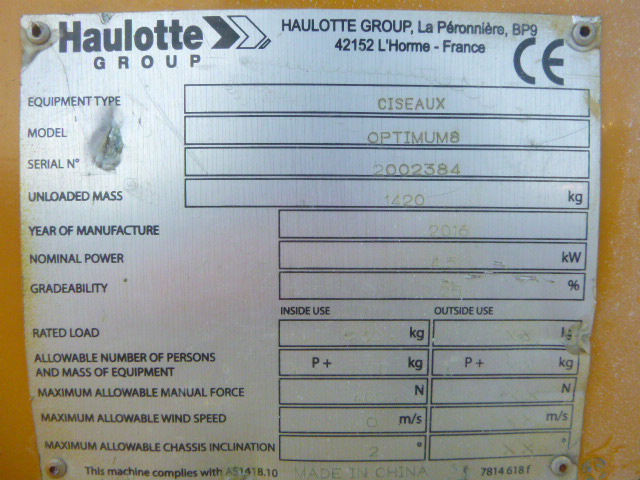 Haulotte
GROUP
HAULOTTE GROUP, La Péronnière, BP9
42152 L'Horme - France
CE
EQUIPMENT TYPE CISEAUX
MODEL OPTIMUM8
SERIAL N° 2002384
UNLOADED MASS 1420 kg
YEAR OF MANUFACTURE 2016
NOMINAL POWER kW
GRADEABILITY %
INSIDE USE OUTSIDE USE
RATED LOAD kg kg
ALLOWABLE NUMBER OF PERSONS
AND MASS OF EQUIPMENT P + kg P + kg
MAXIMUM ALLOWABLE MANUAL FORCE N N
MAXIMUM ALLOWABLE WIND SPEED 0 m/s m/s
MAXIMUM ALLOWABLE CHASSIS INCLINATION 2 ° XX °
This machine complies with AS1418.10 MADE IN CHINA 7814 618 f